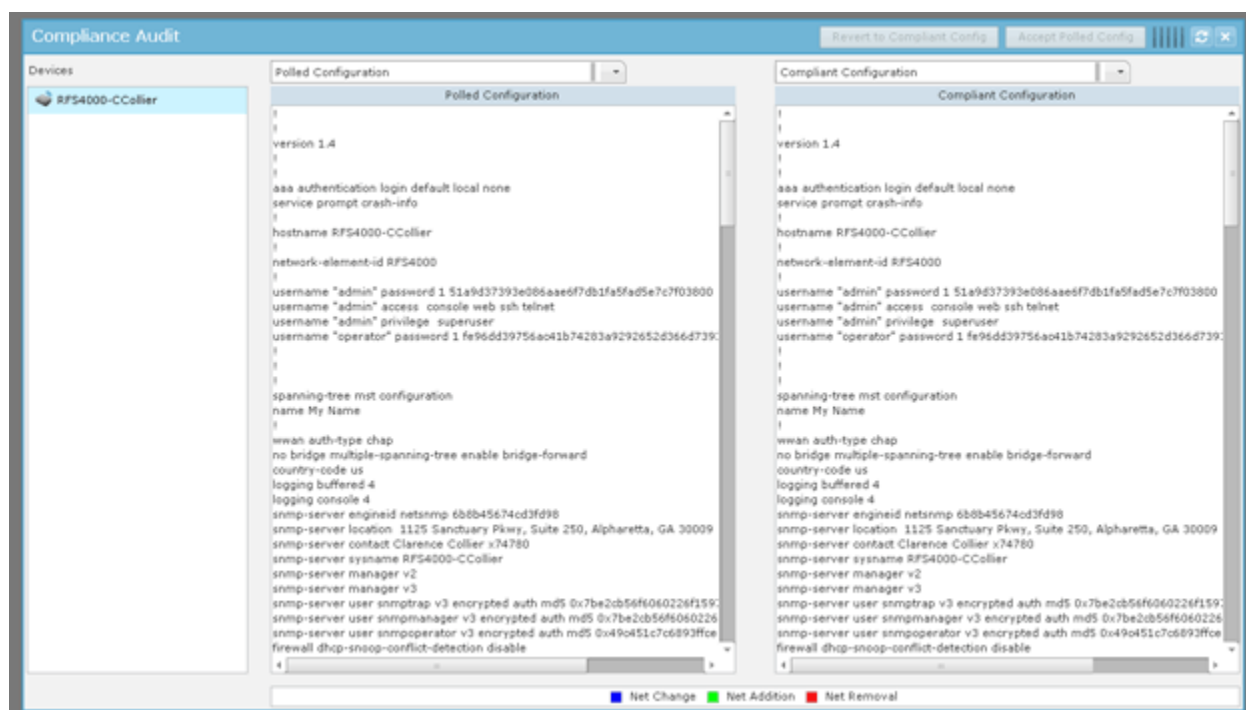 Compliance Audit
Revert to Compliant Config
Accept Polled Config
Devices
RFS4000-CCollier
Polled Configuration
Polled Configuration
!
!
version 1.4
!
!
aaa authentication login default local none
service prompt crash-info
!
hostname RFS4000-CCollier
!
network-element-id RFS4000
!
username "admin" password 1 51a9d37393e086aae6f7db1fa5fad5e7c7f03800
username "admin" access  console web ssh telnet
username "admin" privilege  superuser
username "operator" password 1 fe96dd39756ac41b74283a9292652d366d739
!
!
!
spanning-tree mst configuration
name My Name
!
wwan auth-type chap
no bridge multiple-spanning-tree enable bridge-forward
country-code us
logging buffered 4
logging console 4
snmp-server engineid netsnmp 6b8b45674cd3fd98
snmp-server location  1125 Sanctuary Pkwy, Suite 250, Alpharetta, GA 30009
snmp-server contact Clarence Collier x74780
snmp-server sysname RFS4000-CCollier
snmp-server manager v2
snmp-server manager v3
snmp-server user snmptrap v3 encrypted auth md5 0x7be2cb56f6060226f159
snmp-server user snmpmanager v3 encrypted auth md5 0x7be2cb56f6060226
snmp-server user snmpoperator v3 encrypted auth md5 0x49c451c7c6893ffce
firewall dhcp-snoop-conflict-detection disable
Compliant Configuration
Compliant Configuration
!
!
version 1.4
!
!
aaa authentication login default local none
service prompt crash-info
!
hostname RFS4000-CCollier
!
network-element-id RFS4000
!
username "admin" password 1 51a9d37393e086aae6f7db1fa5fad5e7c7f03800
username "admin" access  console web ssh telnet
username "admin" privilege  superuser
username "operator" password 1 fe96dd39756ac41b74283a9292652d366d739
!
!
!
spanning-tree mst configuration
name My Name
!
wwan auth-type chap
no bridge multiple-spanning-tree enable bridge-forward
country-code us
logging buffered 4
logging console 4
snmp-server engineid netsnmp 6b8b45674cd3fd98
snmp-server location  1125 Sanctuary Pkwy, Suite 250, Alpharetta, GA 30009
snmp-server contact Clarence Collier x74780
snmp-server sysname RFS4000-CCollier
snmp-server manager v2
snmp-server manager v3
snmp-server user snmptrap v3 encrypted auth md5 0x7be2cb56f6060226f159
snmp-server user snmpmanager v3 encrypted auth md5 0x7be2cb56f6060226
snmp-server user snmpoperator v3 encrypted auth md5 0x49c451c7c6893ffce
firewall dhcp-snoop-conflict-detection disable
Net Change
Net Addition
Net Removal